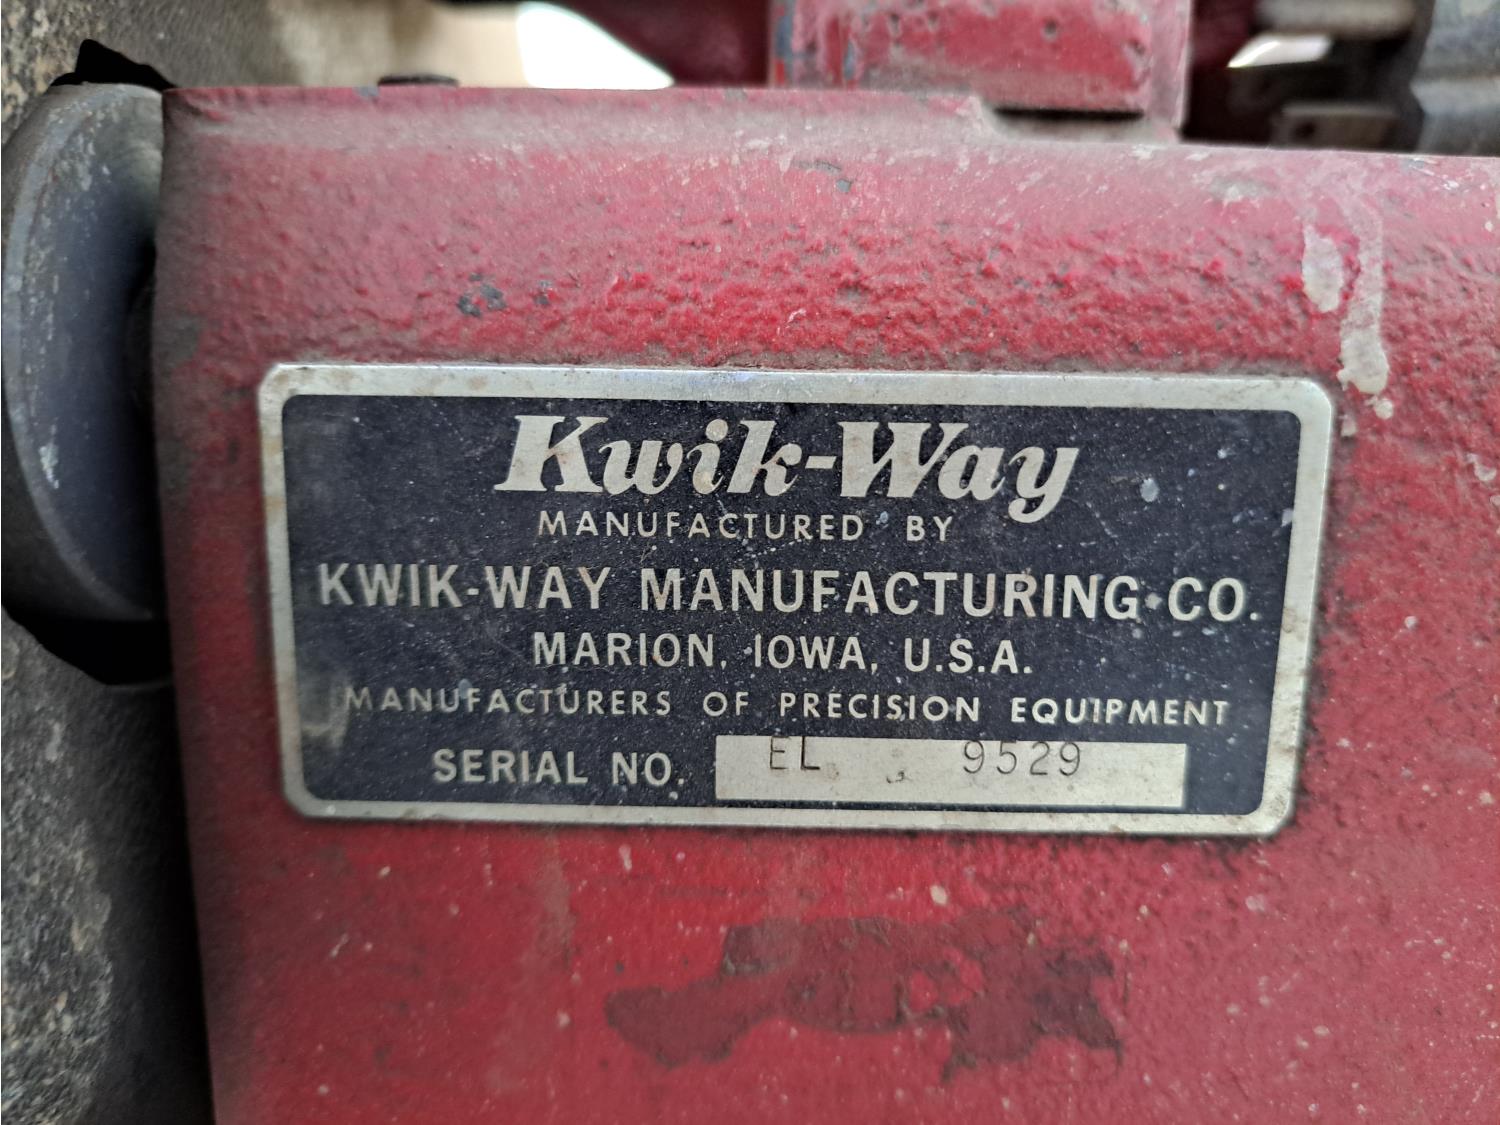 Kwik-Way
MANUFACTURED BY
KWIK-WAY MANUFACTURING CO.
MARION, IOWA, U.S.A.
MANUFACTURERS OF PRECISION EQUIPMENT
SERIAL NO. EL 9529